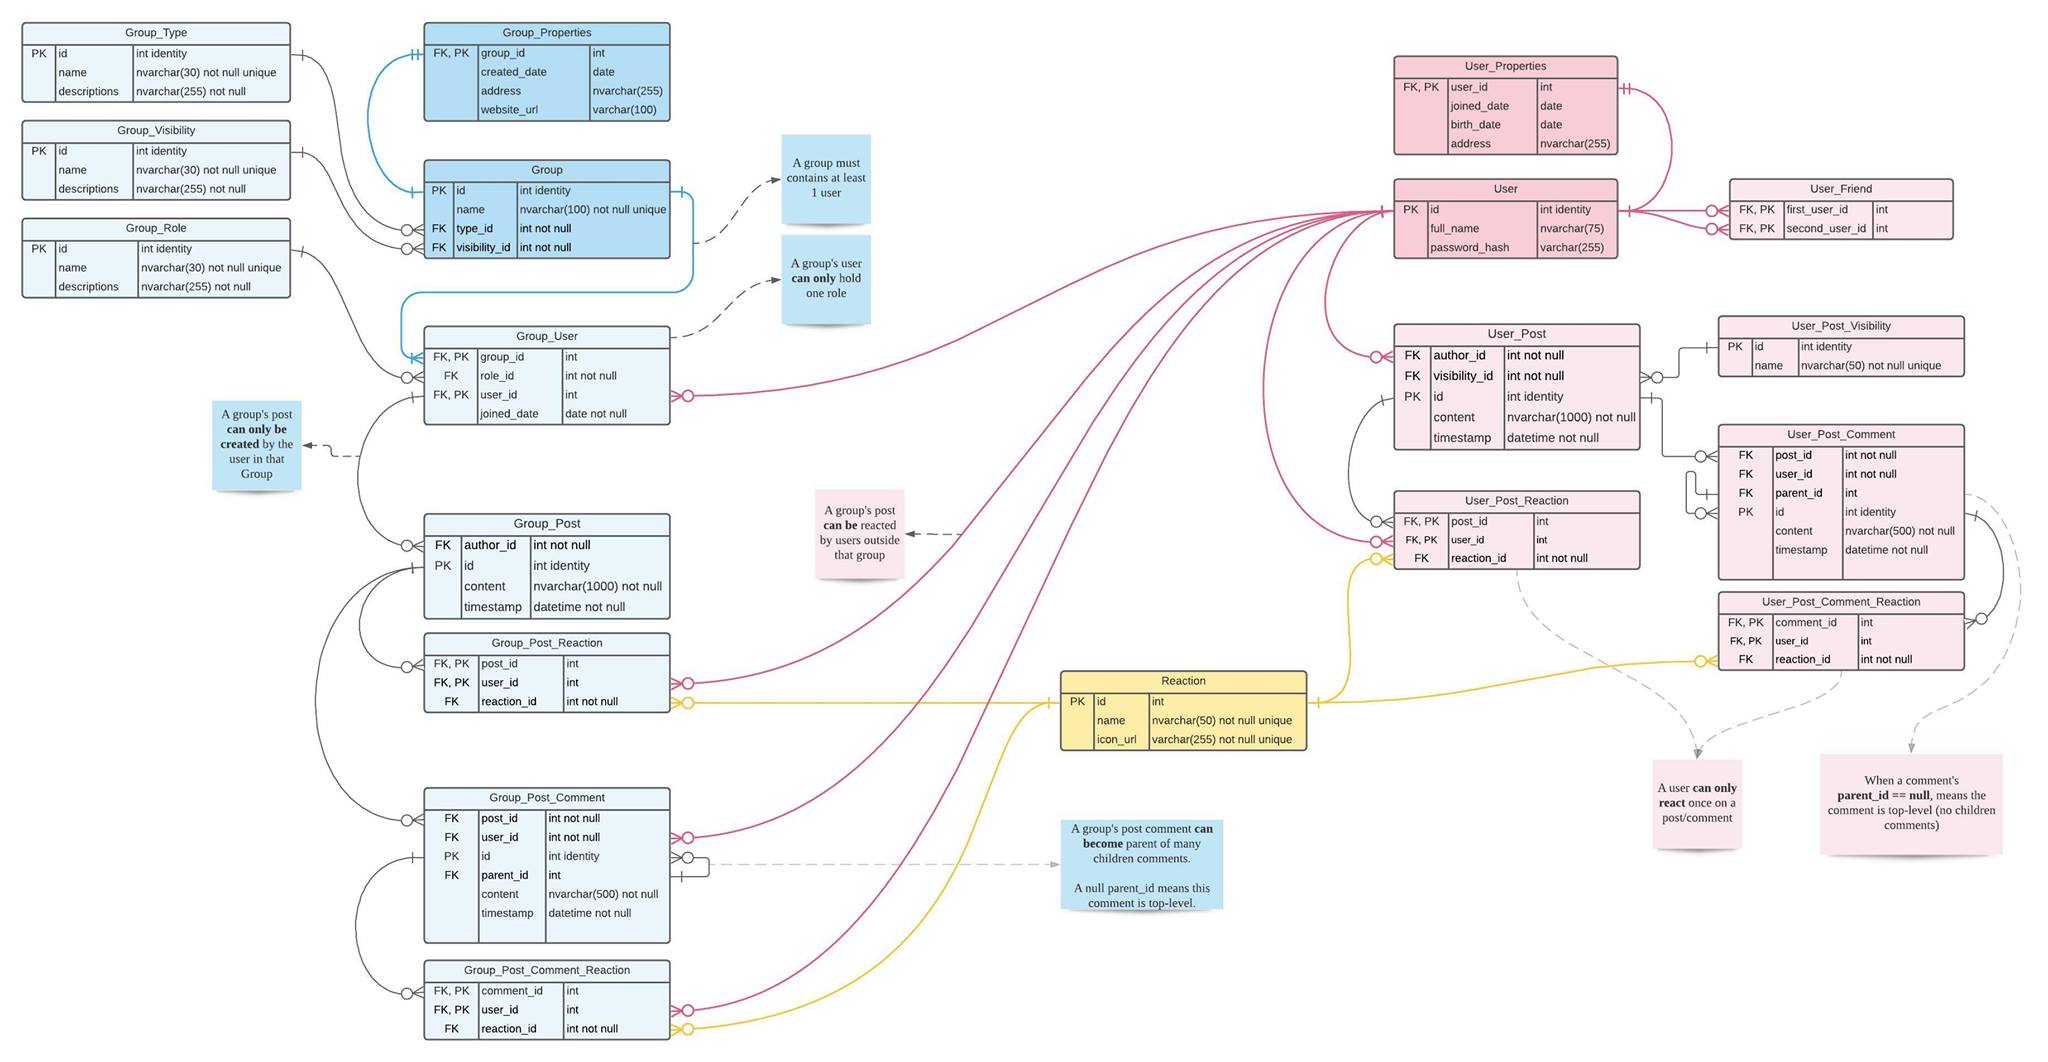 Group_Type
PK id int identity
name nvarchar(30) not null unique
descriptions nvarchar(255) not null
Group_Visibility
PK id int identity
name nvarchar(30) not null unique
descriptions nvarchar(255) not null
Group_Role
PK id int identity
name nvarchar(30) not null unique
descriptions nvarchar(255) not null
Group_Properties
FK, PK group_id int
created_date date
address nvarchar(255)
website_url varchar(100)
Group
PK id int identity
name nvarchar(100) not null unique
FK type_id int not null
FK visibility_id int not null
A group must
contains at least
1 user
A group's user
can only hold
one role
Group_User
FK, PK group_id int
FK role_id int not null
FK, PK user_id int
joined_date date not null
A group's post
can only be
created by the
user in that
Group
Group_Post
FK author_id int not null
PK id int identity
content nvarchar(1000) not null
timestamp datetime not null
Group_Post_Reaction
FK, PK post_id int
FK, PK user_id int
FK reaction_id int not null
Group_Post_Comment
FK post_id int not null
FK user_id int not null
PK id int identity
FK parent_id int
content nvarchar(500) not null
timestamp datetime not null
Group_Post_Comment_Reaction
FK, PK comment_id int
FK, PK user_id int
FK reaction_id int not null
A group's post
can be reacted
by users outside
that group
Reaction
PK id int
name nvarchar(50) not null unique
icon_url varchar(255) not null unique
A group's post comment can
become parent of many
children comments.
A null parent_id means this
comment is top-level.
User_Properties
FK, PK user_id int
joined_date date
birth_date date
address nvarchar(255)
User
PK id int identity
full_name nvarchar(75)
password_hash varchar(255)
User_Friend
FK, PK first_user_id int
FK, PK second_user_id int
User_Post
FK author_id int not null
FK visibility_id int not null
PK id int identity
content nvarchar(1000) not null
timestamp datetime not null
User_Post_Visibility
PK id int identity
name nvarchar(50) not null unique
User_Post_Reaction
FK, PK post_id int
FK, PK user_id int
FK reaction_id int not null
User_Post_Comment
FK post_id int not null
FK user_id int not null
FK parent_id int
PK id int identity
content nvarchar(500) not null
timestamp datetime not null
User_Post_Comment_Reaction
FK, PK comment_id int
FK, PK user_id int
FK reaction_id int not null
A user can only
react once on a
post/comment
When a comment's
parent_id == null, means the
comment is top-level (no children
comments)